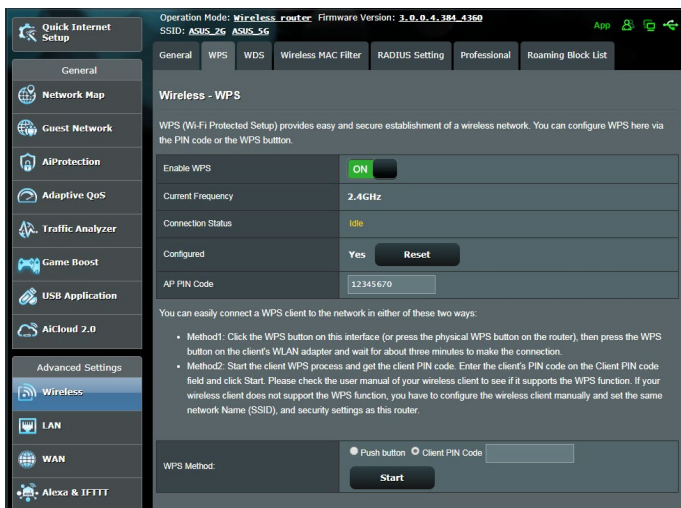 Quick Internet
Setup
General
Network Map
Guest Network
AiProtection
Adaptive QoS
Traffic Analyzer
Game Boost
USB Application
AiCloud 2.0
Advanced Settings
Wireless
LAN
WAN
Alexa & IFTTT
Operation Mode: Wireless router Firmware Version: 3.0.0.4.384_4360
SSID: ASUS_2G ASUS_5G
App
General WPS WDS Wireless MAC Filter RADIUS Setting Professional Roaming Block List
Wireless - WPS
WPS (Wi-Fi Protected Setup) provides easy and secure establishment of a wireless network. You can configure WPS here via
the PIN code or the WPS buttton.
Enable WPS ON
Current Frequency 2.4GHz
Connection Status Idle
Configured Yes Reset
AP PIN Code 12345670
You can easily connect a WPS client to the network in either of these two ways:
• Method1: Click the WPS button on this interface (or press the physical WPS button on the router), then press the WPS
button on the client's WLAN adapter and wait for about three minutes to make the connection.
• Method2: Start the client WPS process and get the client PIN code. Enter the client's PIN code on the Client PIN code
field and click Start. Please check the user manual of your wireless client to see if it supports the WPS function. If your
wireless client does not support the WPS function, you have to configure the wireless client manually and set the same
network Name (SSID), and security settings as this router.
WPS Method: Push button Client PIN Code
Start